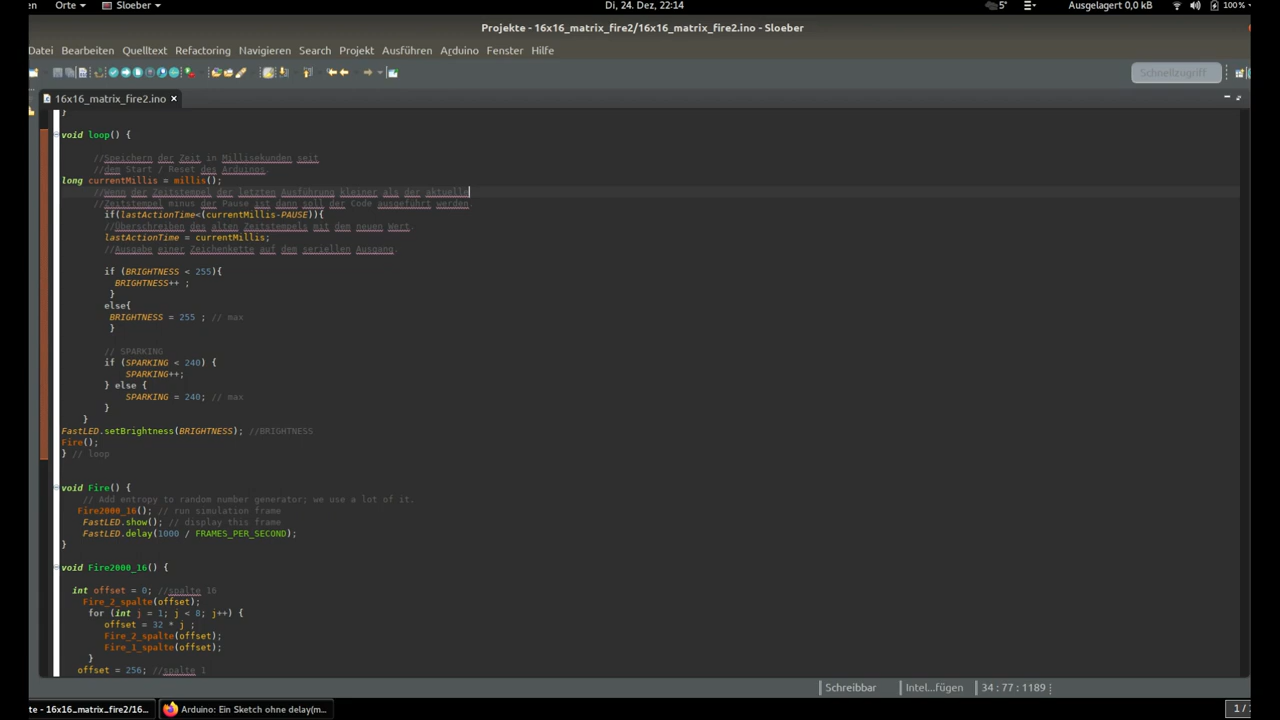 en Orte Sloeber Di, 24. Dez, 22:14 5° Ausgelagert 0,0 kB 100 %
Projekte - 16x16_matrix_fire2/16x16_matrix_fire2.ino - Sloeber
Datei Bearbeiten Quelltext Refactoring Navigieren Search Projekt Ausführen Arduino Fenster Hilfe
Schnellzugriff
16x16_matrix_fire2.ino
}
void loop() {
//Speichern der Zeit in Millisekunden seit
//dem Start / Reset des Arduinos.
long currentMillis = millis();
//Wenn der Zeitstempel der letzten Ausführung kleiner als der aktuelle
//Zeitstempel minus der Pause ist dann soll der Code ausgeführt werden.
if(lastActionTime<(currentMillis-PAUSE)){
//Überschreiben des alten Zeitstempels mit dem neuen Wert.
lastActionTime = currentMillis;
//Ausgabe einer Zeichenkette auf dem seriellen Ausgang.
if (BRIGHTNESS < 255){
BRIGHTNESS++ ;
}
else{
BRIGHTNESS = 255 ; // max
}
// SPARKING
if (SPARKING < 240) {
SPARKING++;
} else {
SPARKING = 240; // max
}
}
FastLED.setBrightness(BRIGHTNESS); //BRIGHTNESS
Fire();
} // loop
void Fire() {
// Add entropy to random number generator; we use a lot of it.
Fire2000_16(); // run simulation frame
FastLED.show(); // display this frame
FastLED.delay(1000 / FRAMES_PER_SECOND);
}
void Fire2000_16() {
int offset = 0; //spalte 16
Fire_2_spalte(offset);
for (int j = 1; j < 8; j++) {
offset = 32 * j ;
Fire_2_spalte(offset);
Fire_1_spalte(offset);
}
offset = 256; //spalte 1
Schreibbar Intel...fügen 34 : 77 : 1189
te - 16x16_matrix_fire2/16... Arduino: Ein Sketch ohne delay(m... 1 /